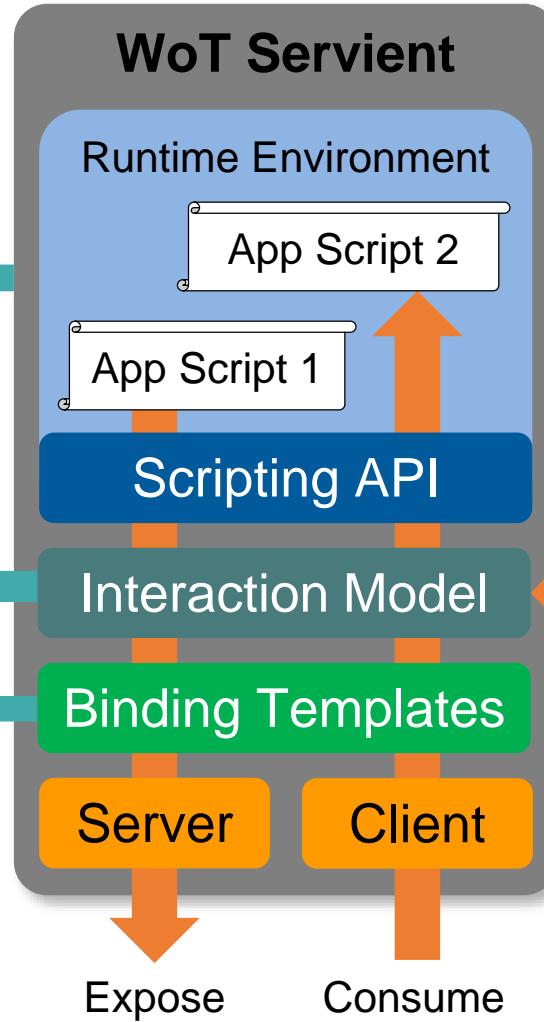 WoT Servient
Runtime Environment
App Script 2
App Script 1
Scripting API
Interaction Model
Binding Templates
Server
Client
Expose
Consume